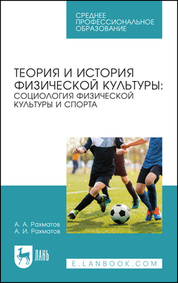 СРЕДНЕЕ
ПРОФЕССИОНАЛЬНОЕ
ОБРАЗОВАНИЕ
ТЕОРИЯ И ИСТОРИЯ
ФИЗИЧЕСКОЙ КУЛЬТУРЫ:
СОЦИОЛОГИЯ ФИЗИЧЕСКОЙ
КУЛЬТУРЫ И СПОРТА
А. А. Рахматов
А. И. Рахматов
ЛАНЬ
E.LANBOOK.COM